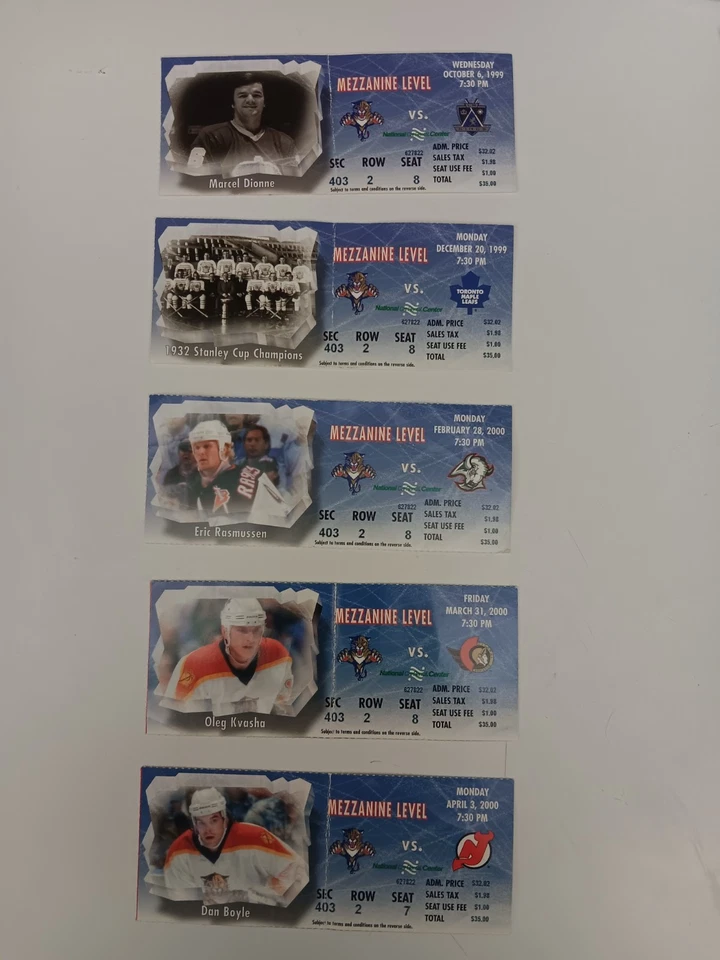 MEZZANINE LEVEL
WEDNESDAY
OCTOBER 6, 1999
7:30 PM
VS.
National Center
627822
SEC ROW SEAT
403 2 8
ADM. PRICE $32.02
SALES TAX $1.98
SEAT USE FEE $1.00
TOTAL $35.00
Subject to terms and conditions on the reverse side.
Marcel Dionne
MEZZANINE LEVEL
MONDAY
DECEMBER 20, 1999
7:30 PM
VS.
TORONTO
MAPLE
LEAFS
National Center
627822
SEC ROW SEAT
403 2 8
ADM. PRICE $32.02
SALES TAX $1.98
SEAT USE FEE $1.00
TOTAL $35.00
Subject to terms and conditions on the reverse side.
1932 Stanley Cup Champions
MEZZANINE LEVEL
MONDAY
FEBRUARY 28, 2000
7:30 PM
VS.
National Center
627822
SEC ROW SEAT
403 2 8
ADM. PRICE $32.02
SALES TAX $1.98
SEAT USE FEE $1.00
TOTAL $35.00
Subject to terms and conditions on the reverse side.
Eric Rasmussen
MEZZANINE LEVEL
FRIDAY
MARCH 31, 2000
7:30 PM
VS.
National Center
627822
SEC ROW SEAT
403 2 8
ADM. PRICE $32.02
SALES TAX $1.98
SEAT USE FEE $1.00
TOTAL $35.00
Subject to terms and conditions on the reverse side.
Oleg Kvasha
MEZZANINE LEVEL
MONDAY
APRIL 3, 2000
7:30 PM
VS.
National Center
627822
SEC ROW SEAT
403 2 7
ADM. PRICE $32.02
SALES TAX $1.98
SEAT USE FEE $1.00
TOTAL $35.00
Subject to terms and conditions on the reverse side.
Dan Boyle